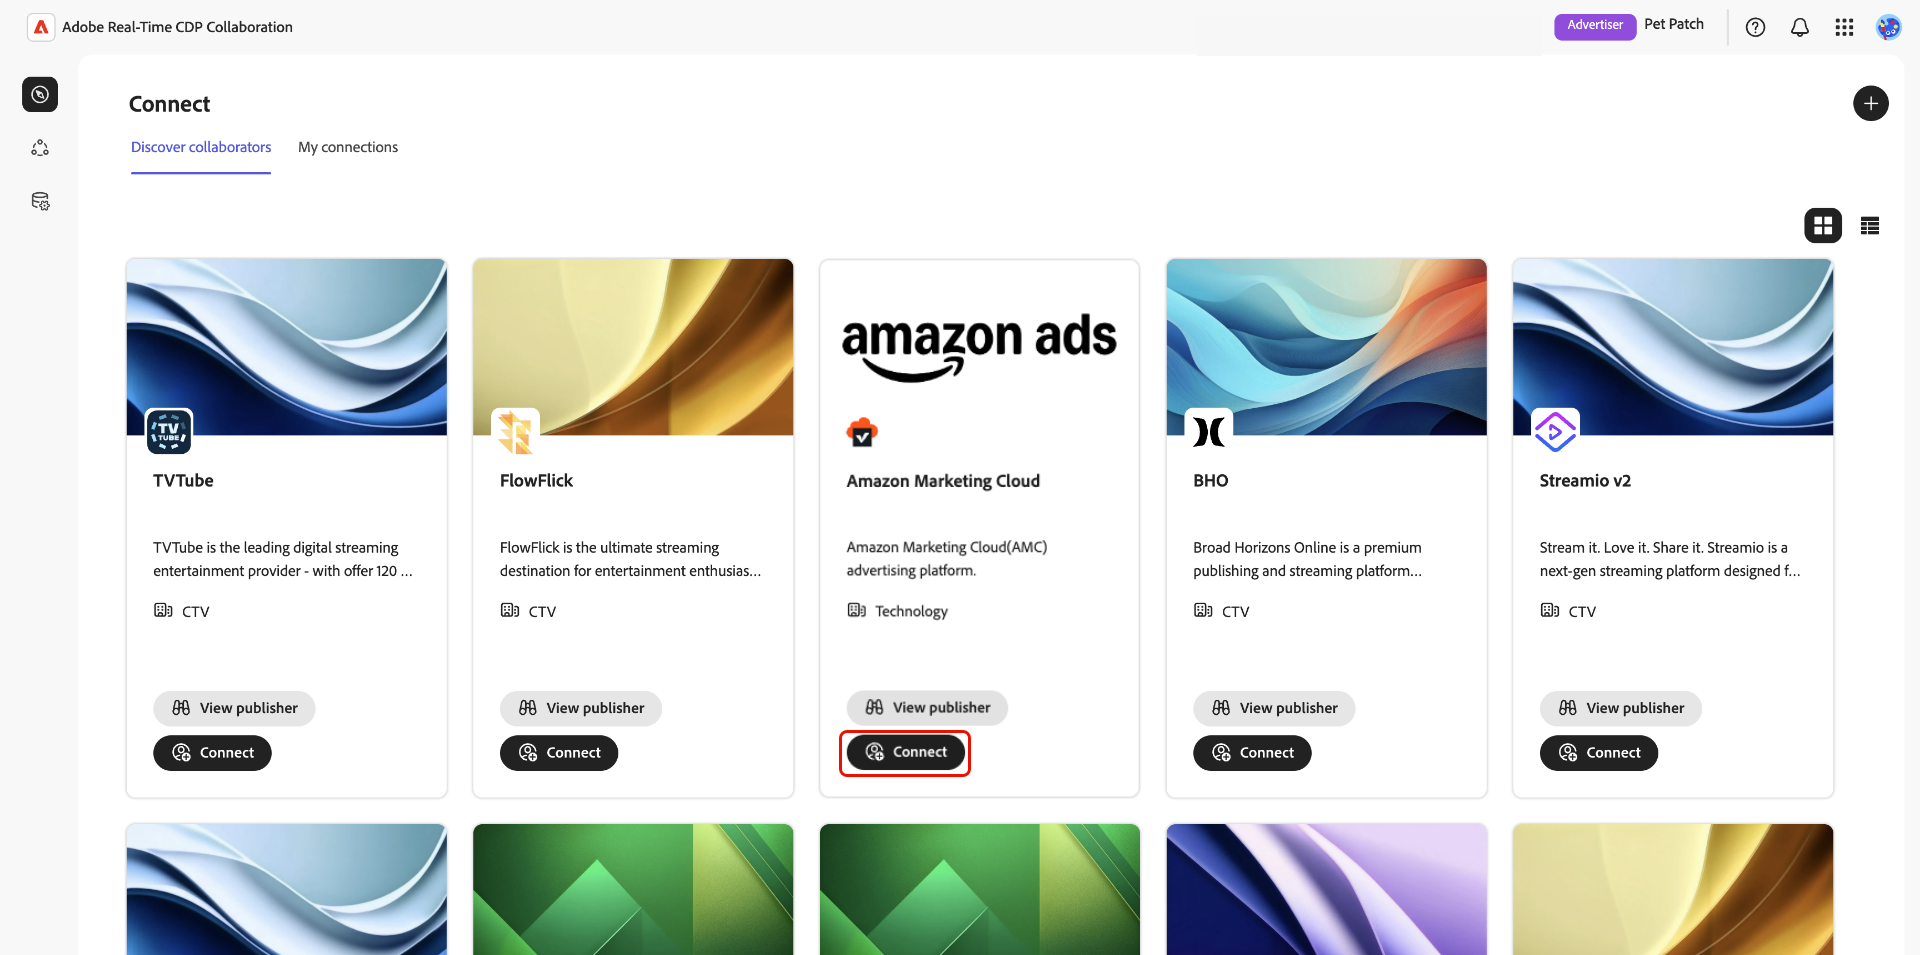 Adobe Real-Time CDP Collaboration
Advertiser
Pet Patch
Connect
Discover collaborators
My connections
TV
TUBE
TVTube
TVTube is the leading digital streaming
entertainment provider - with offer 120 ...
CTV
View publisher
Connect
FlowFlick
FlowFlick is the ultimate streaming
destination for entertainment enthusias...
CTV
View publisher
Connect
amazon ads
Amazon Marketing Cloud
Amazon Marketing Cloud(AMC)
advertising platform.
Technology
View publisher
Connect
BHO
Broad Horizons Online is a premium
publishing and streaming platform...
CTV
View publisher
Connect
Streamio v2
Stream it. Love it. Share it. Streamio is a
next-gen streaming platform designed f...
CTV
View publisher
Connect